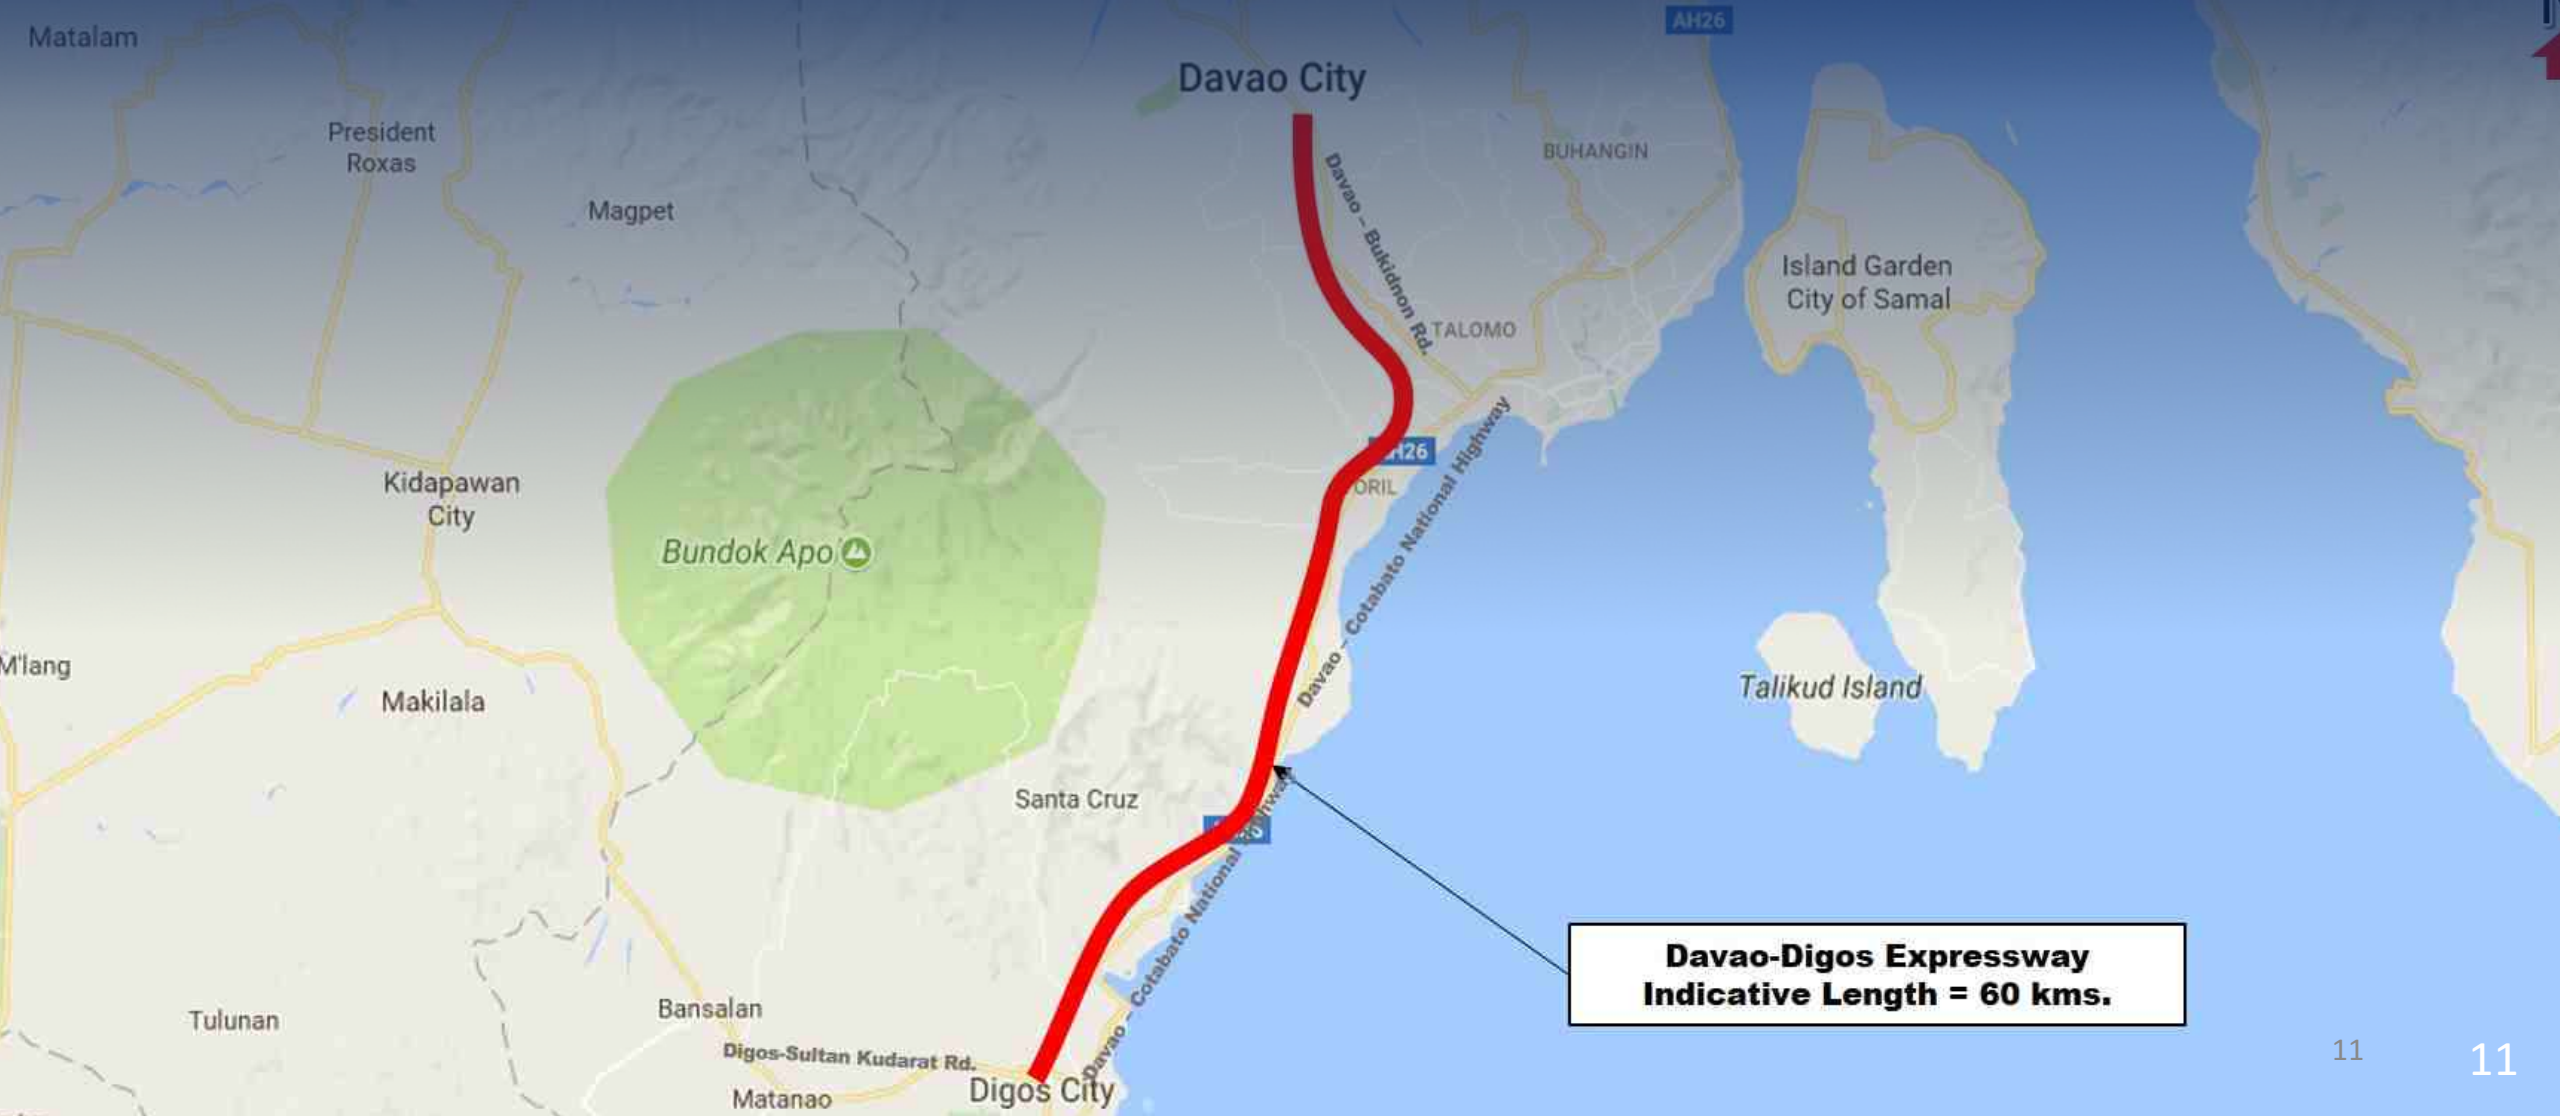 Matalam
AH26
Davao City
President
Roxas
BUHANGIN
Magpet
Davao - Bukidnon Rd.
Island Garden
City of Samal
TALOMO
Kidapawan
City
H26
ORIL
Davao - Cotabato National Highway
Bundok Apo
M'lang
Makilala
Talikud Island
Santa Cruz
Davao - Cotabato National Highway
Davao-Digos Expressway
Indicative Length = 60 kms.
Bansalan
Tulunan
Digos-Sultan Kudarat Rd.
Digos City
Matanao
11
11